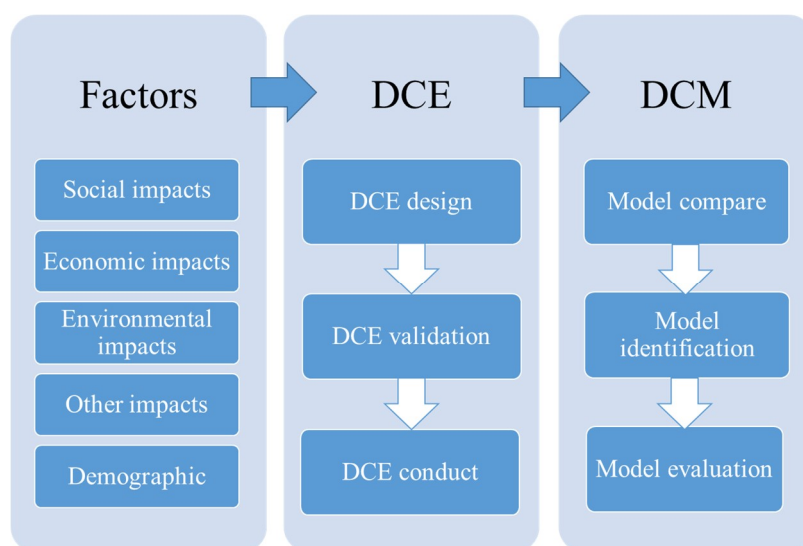 Factors
Social impacts
Economic impacts
Environmental
impacts
Other impacts
Demographic
DCE
DCE design
DCE validation
DCE conduct
DCM
Model compare
Model
identification
Model evaluation